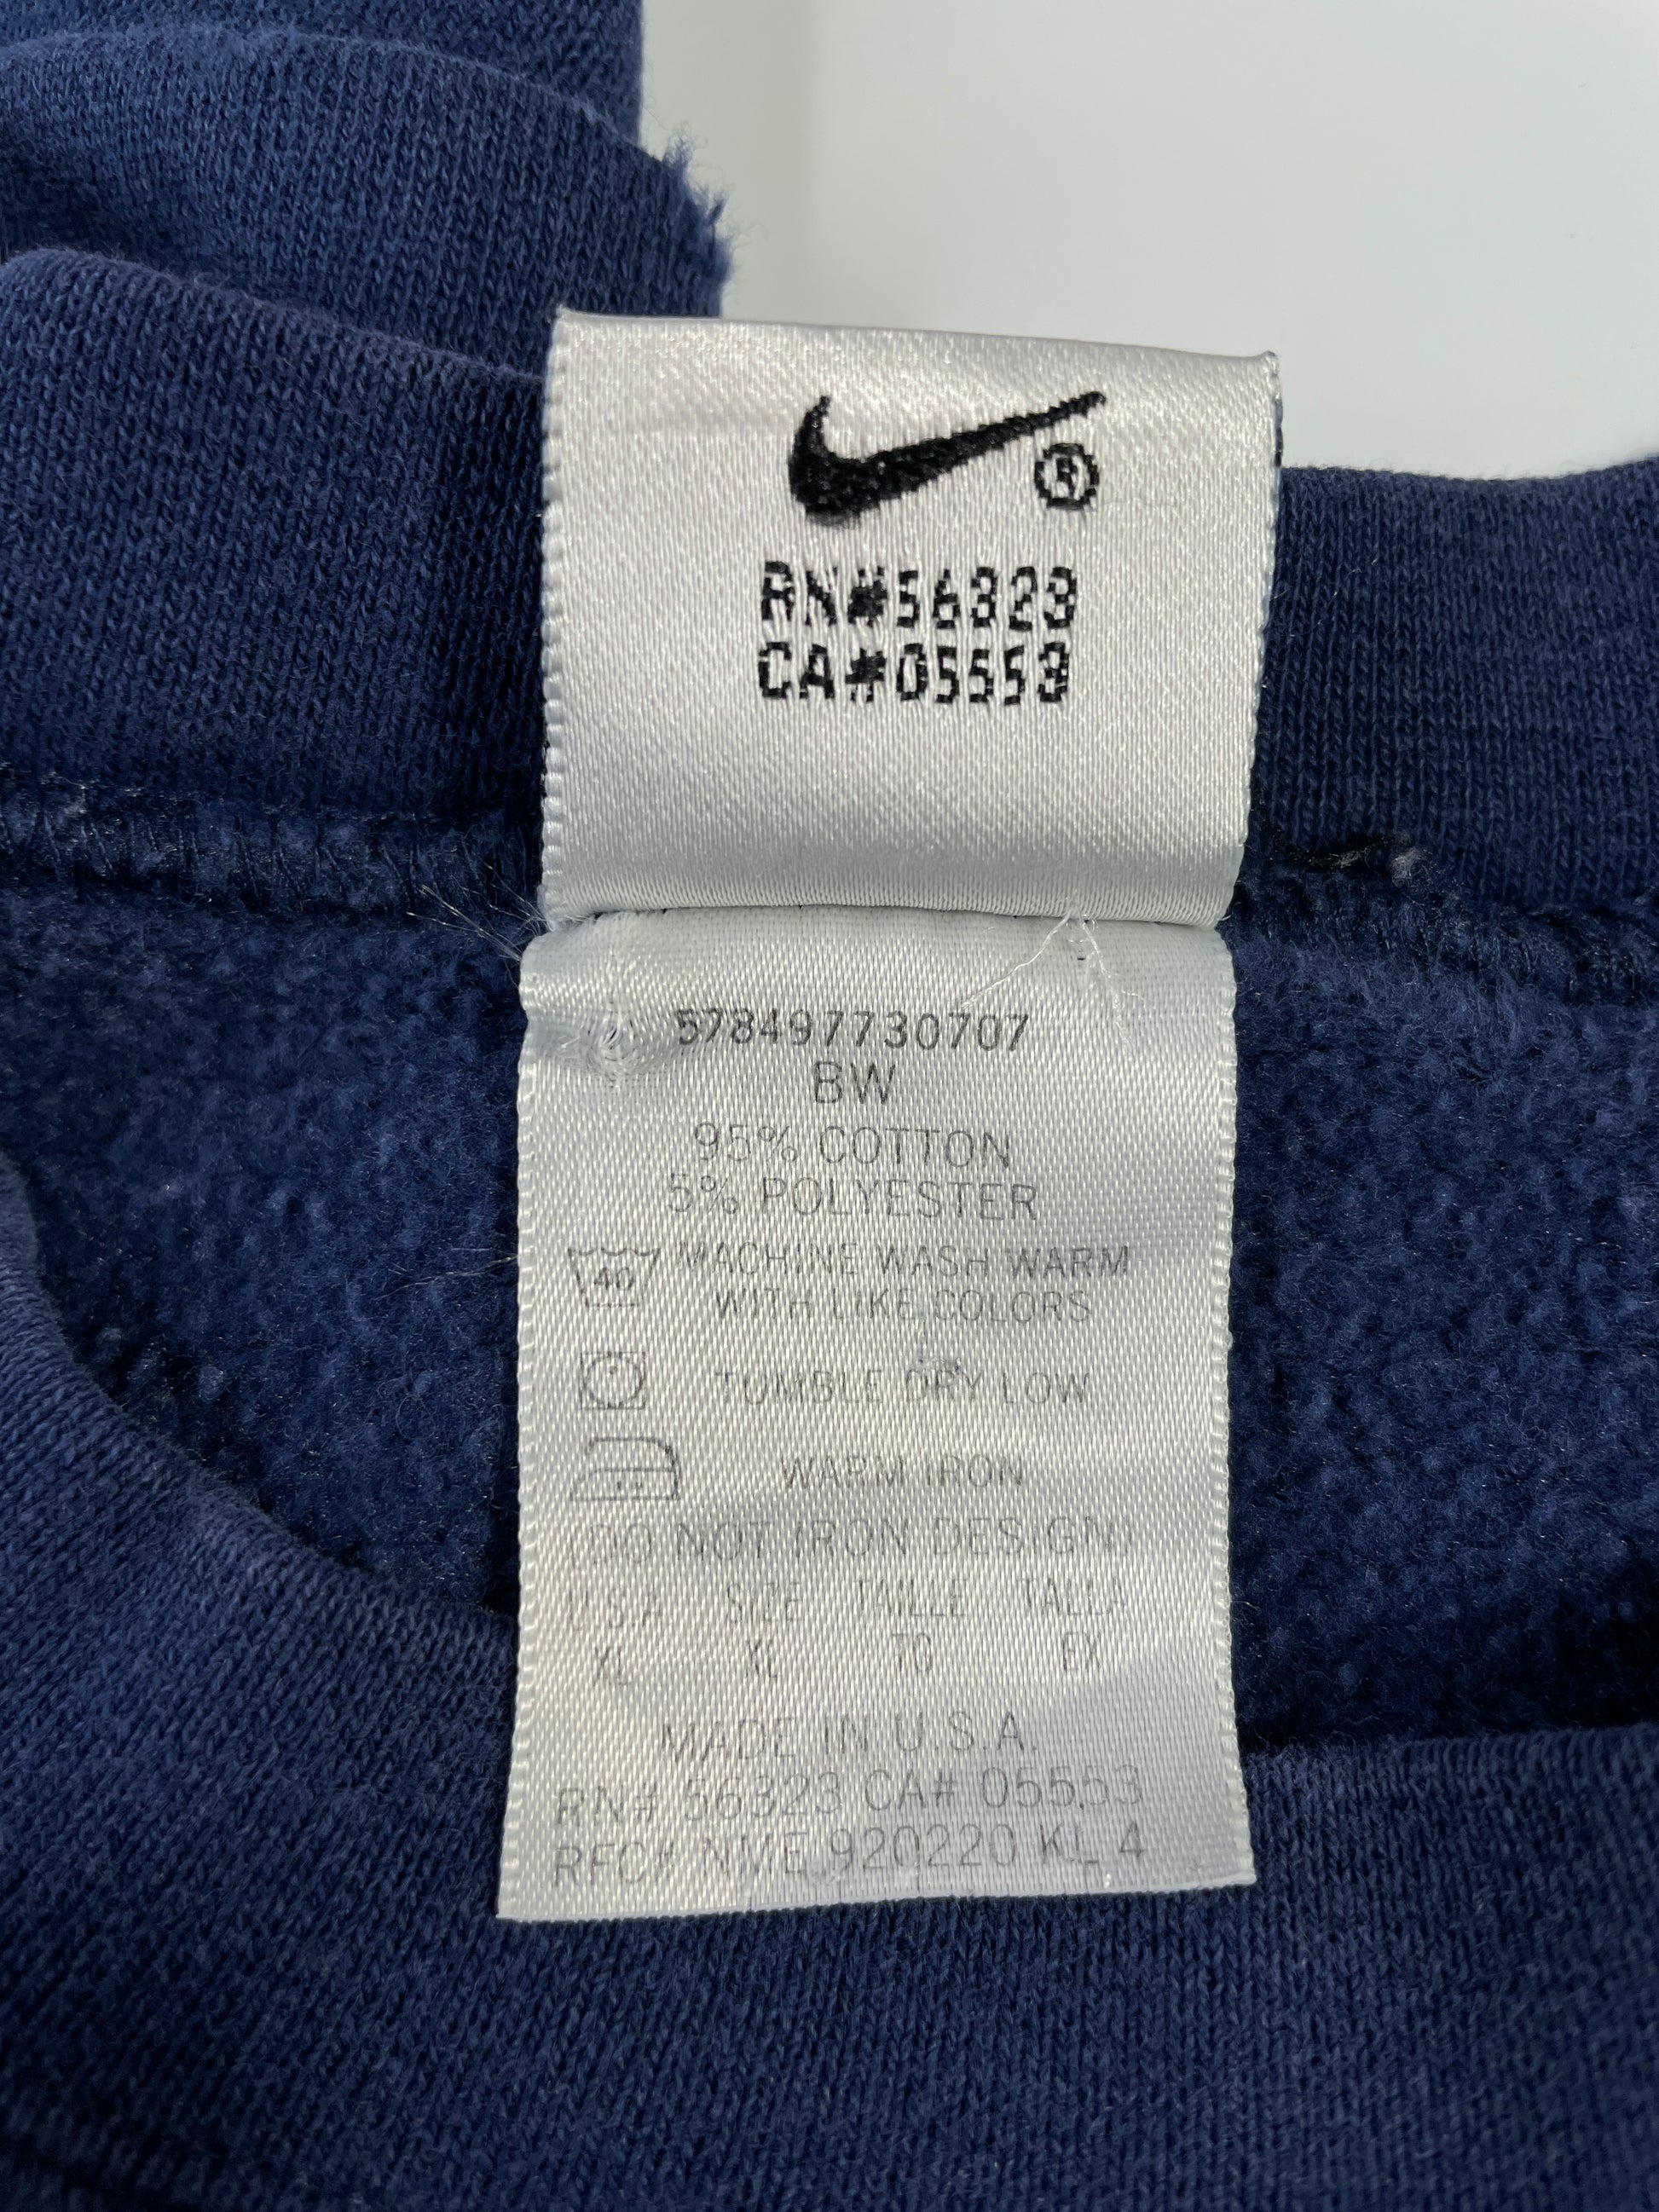 ®
RN#56323
CA#05553
578497730707
BW
95% COTTON
5% POLYESTER
40 MACHINE WASH WARM
WITH LIKE COLORS
TUMBLE DRY LOW
WARM IRON
(DO NOT IRON DESIGN)
USA SIZE TAILLE TALLA
XL XL TG EX
MADE IN U.S.A.
RN# 56323 CA# 05553
920220 KL 4